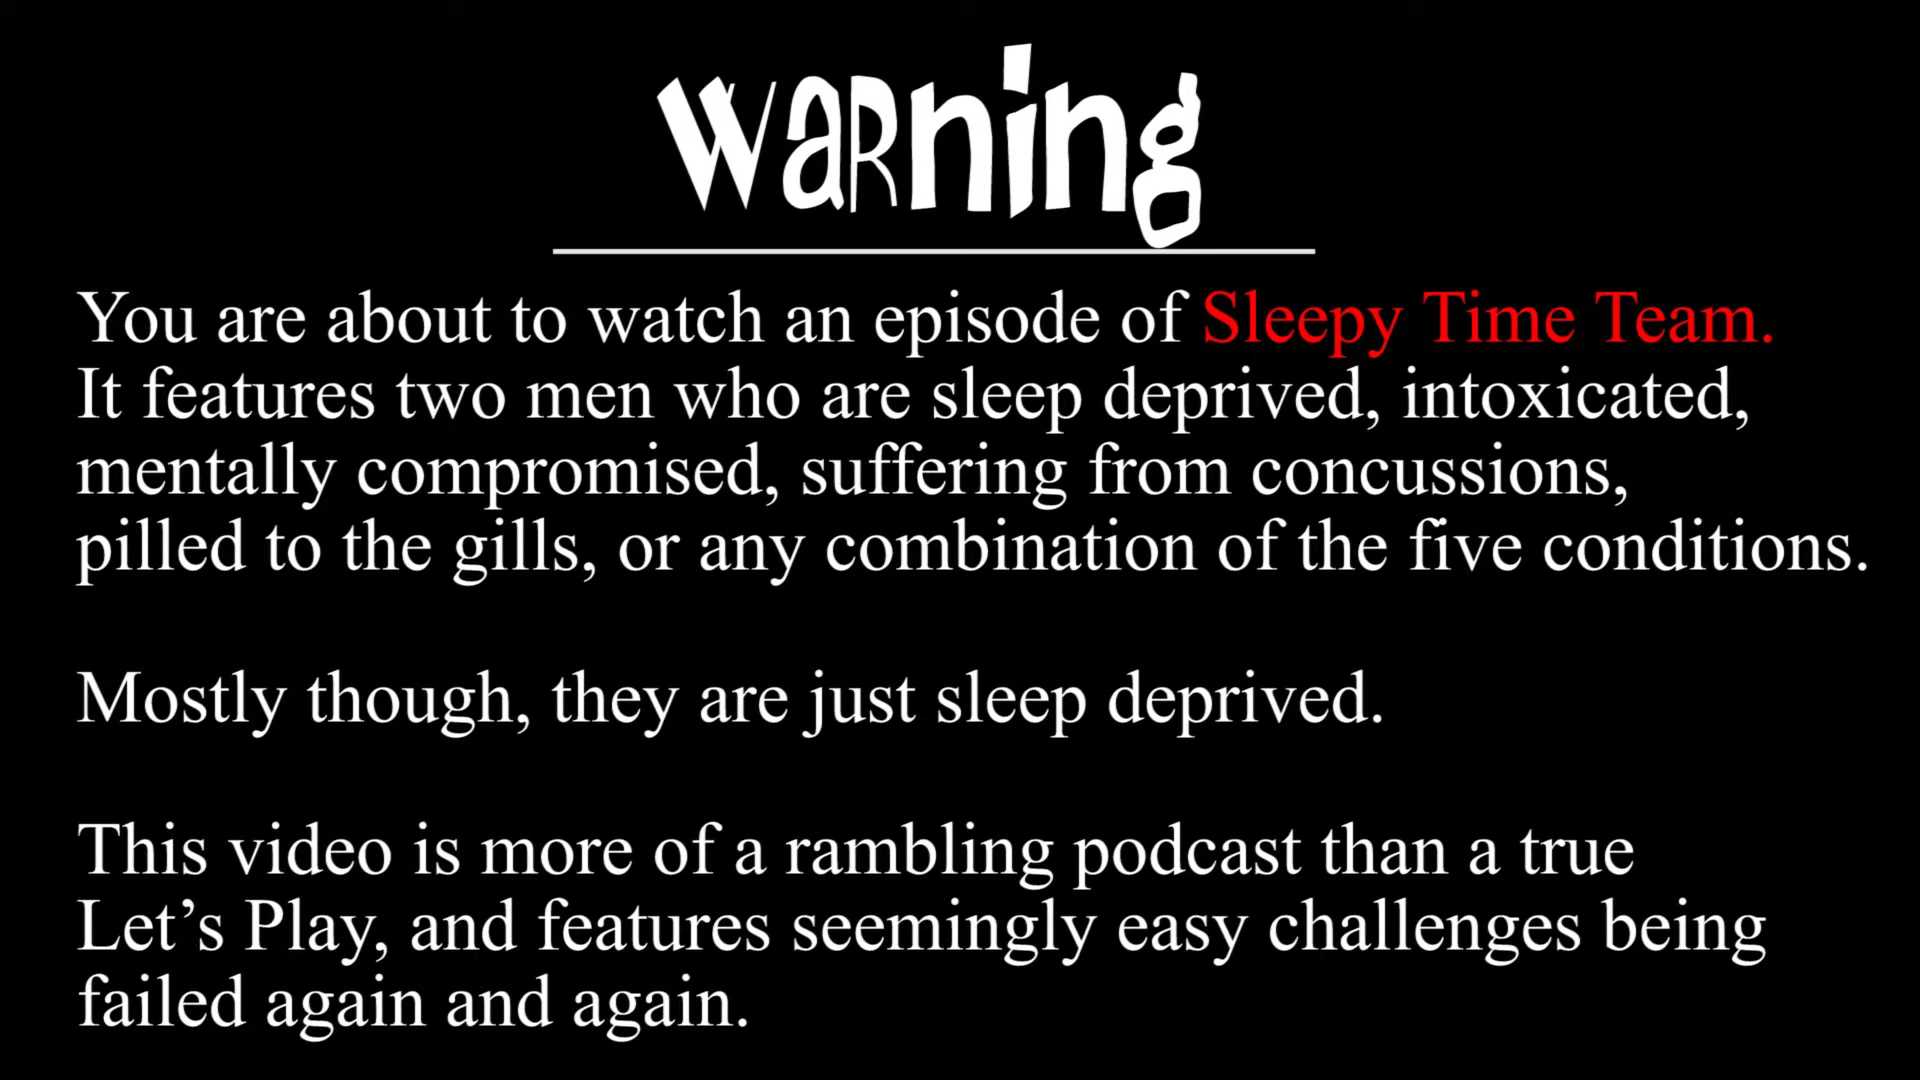 warning
You are about to watch an episode of Sleepy Time Team.
It features two men who are sleep deprived, intoxicated,
mentally compromised, suffering from concussions,
pilled to the gills, or any combination of the five conditions.
Mostly though, they are just sleep deprived.
This video is more of a rambling podcast than a true
Let’s Play, and features seemingly easy challenges being
failed again and again.